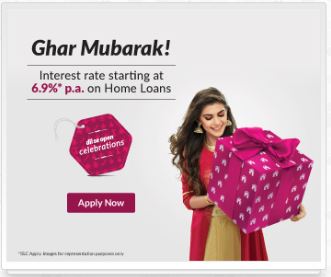 Ghar Mubarak!
Interest rate starting at
6.9%* p.a. on Home Loans
dil se open
celebrations
Apply Now
*T&C Apply. Images for representation purposes only